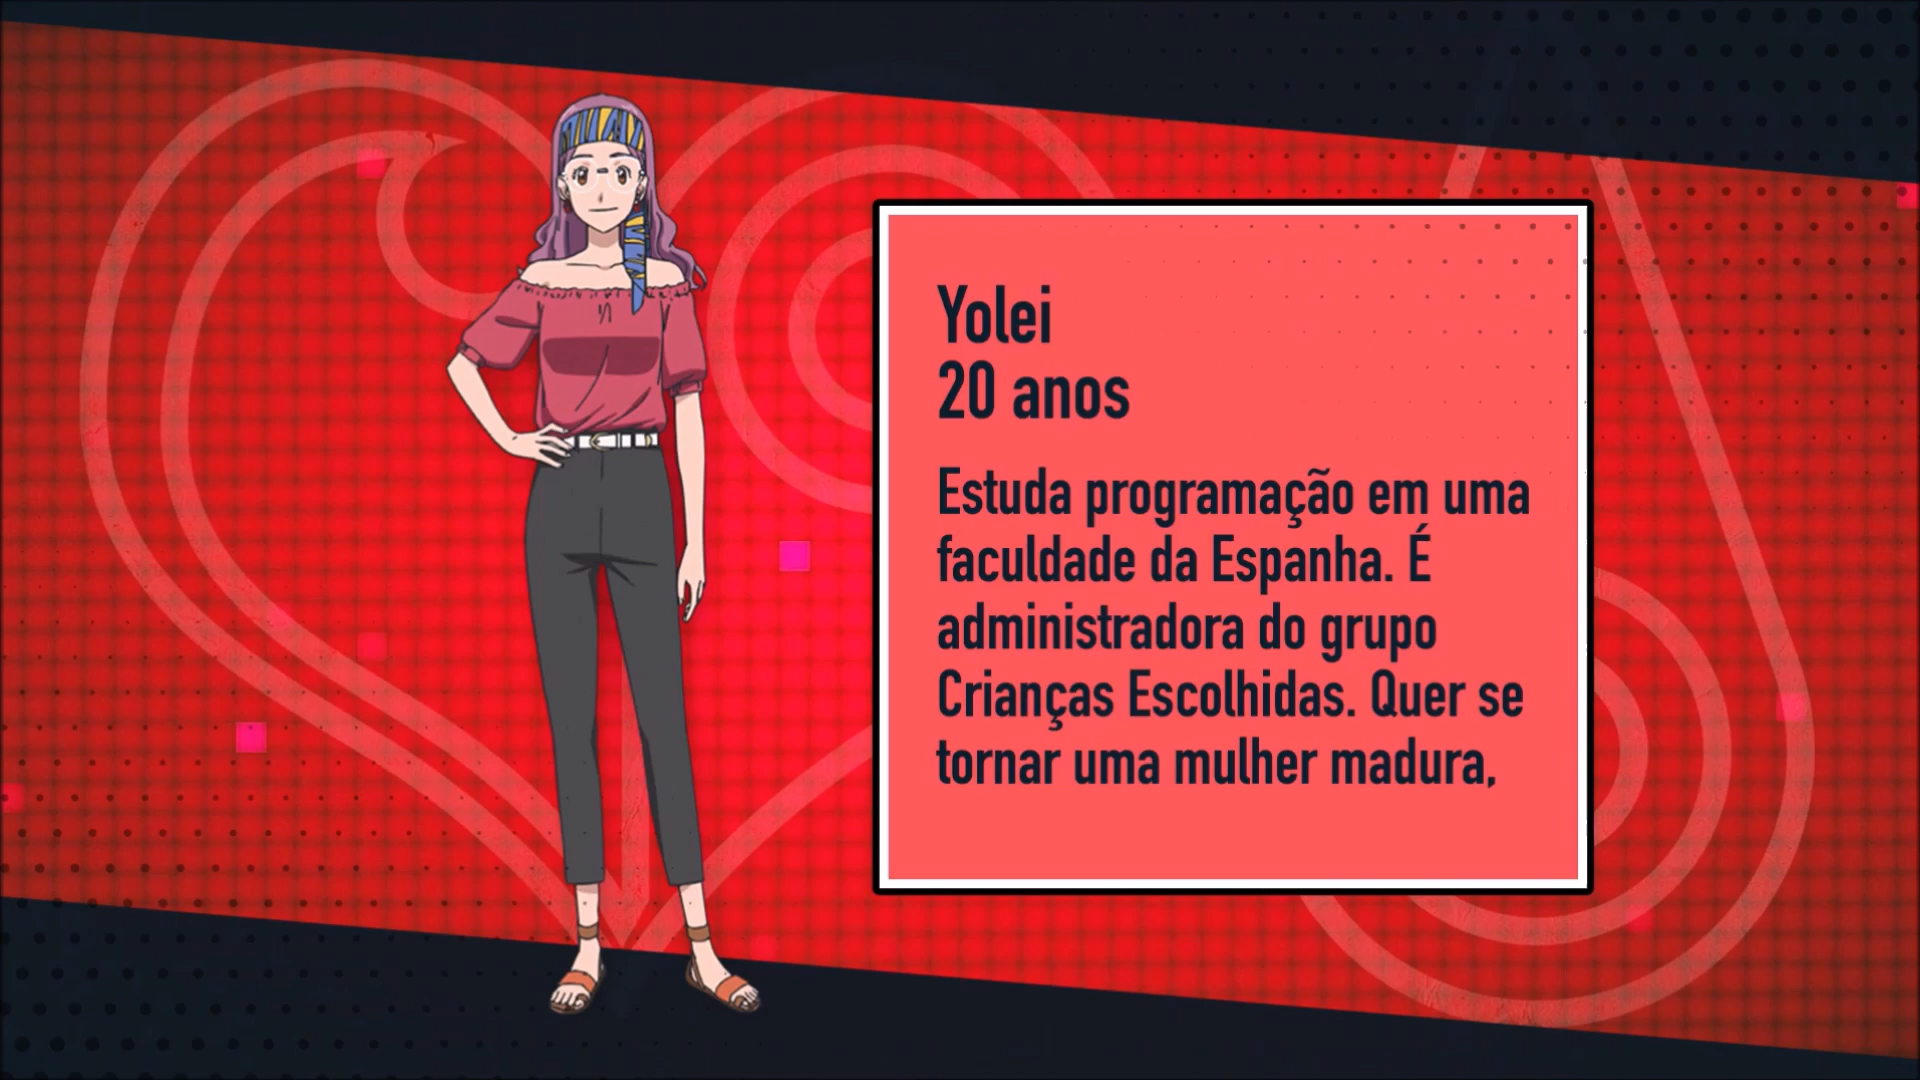 Yolei
20 anos
Estuda programação em uma
faculdade da Espanha. É
administradora do grupo
Crianças Escolhidas. Quer se
tornar uma mulher madura,